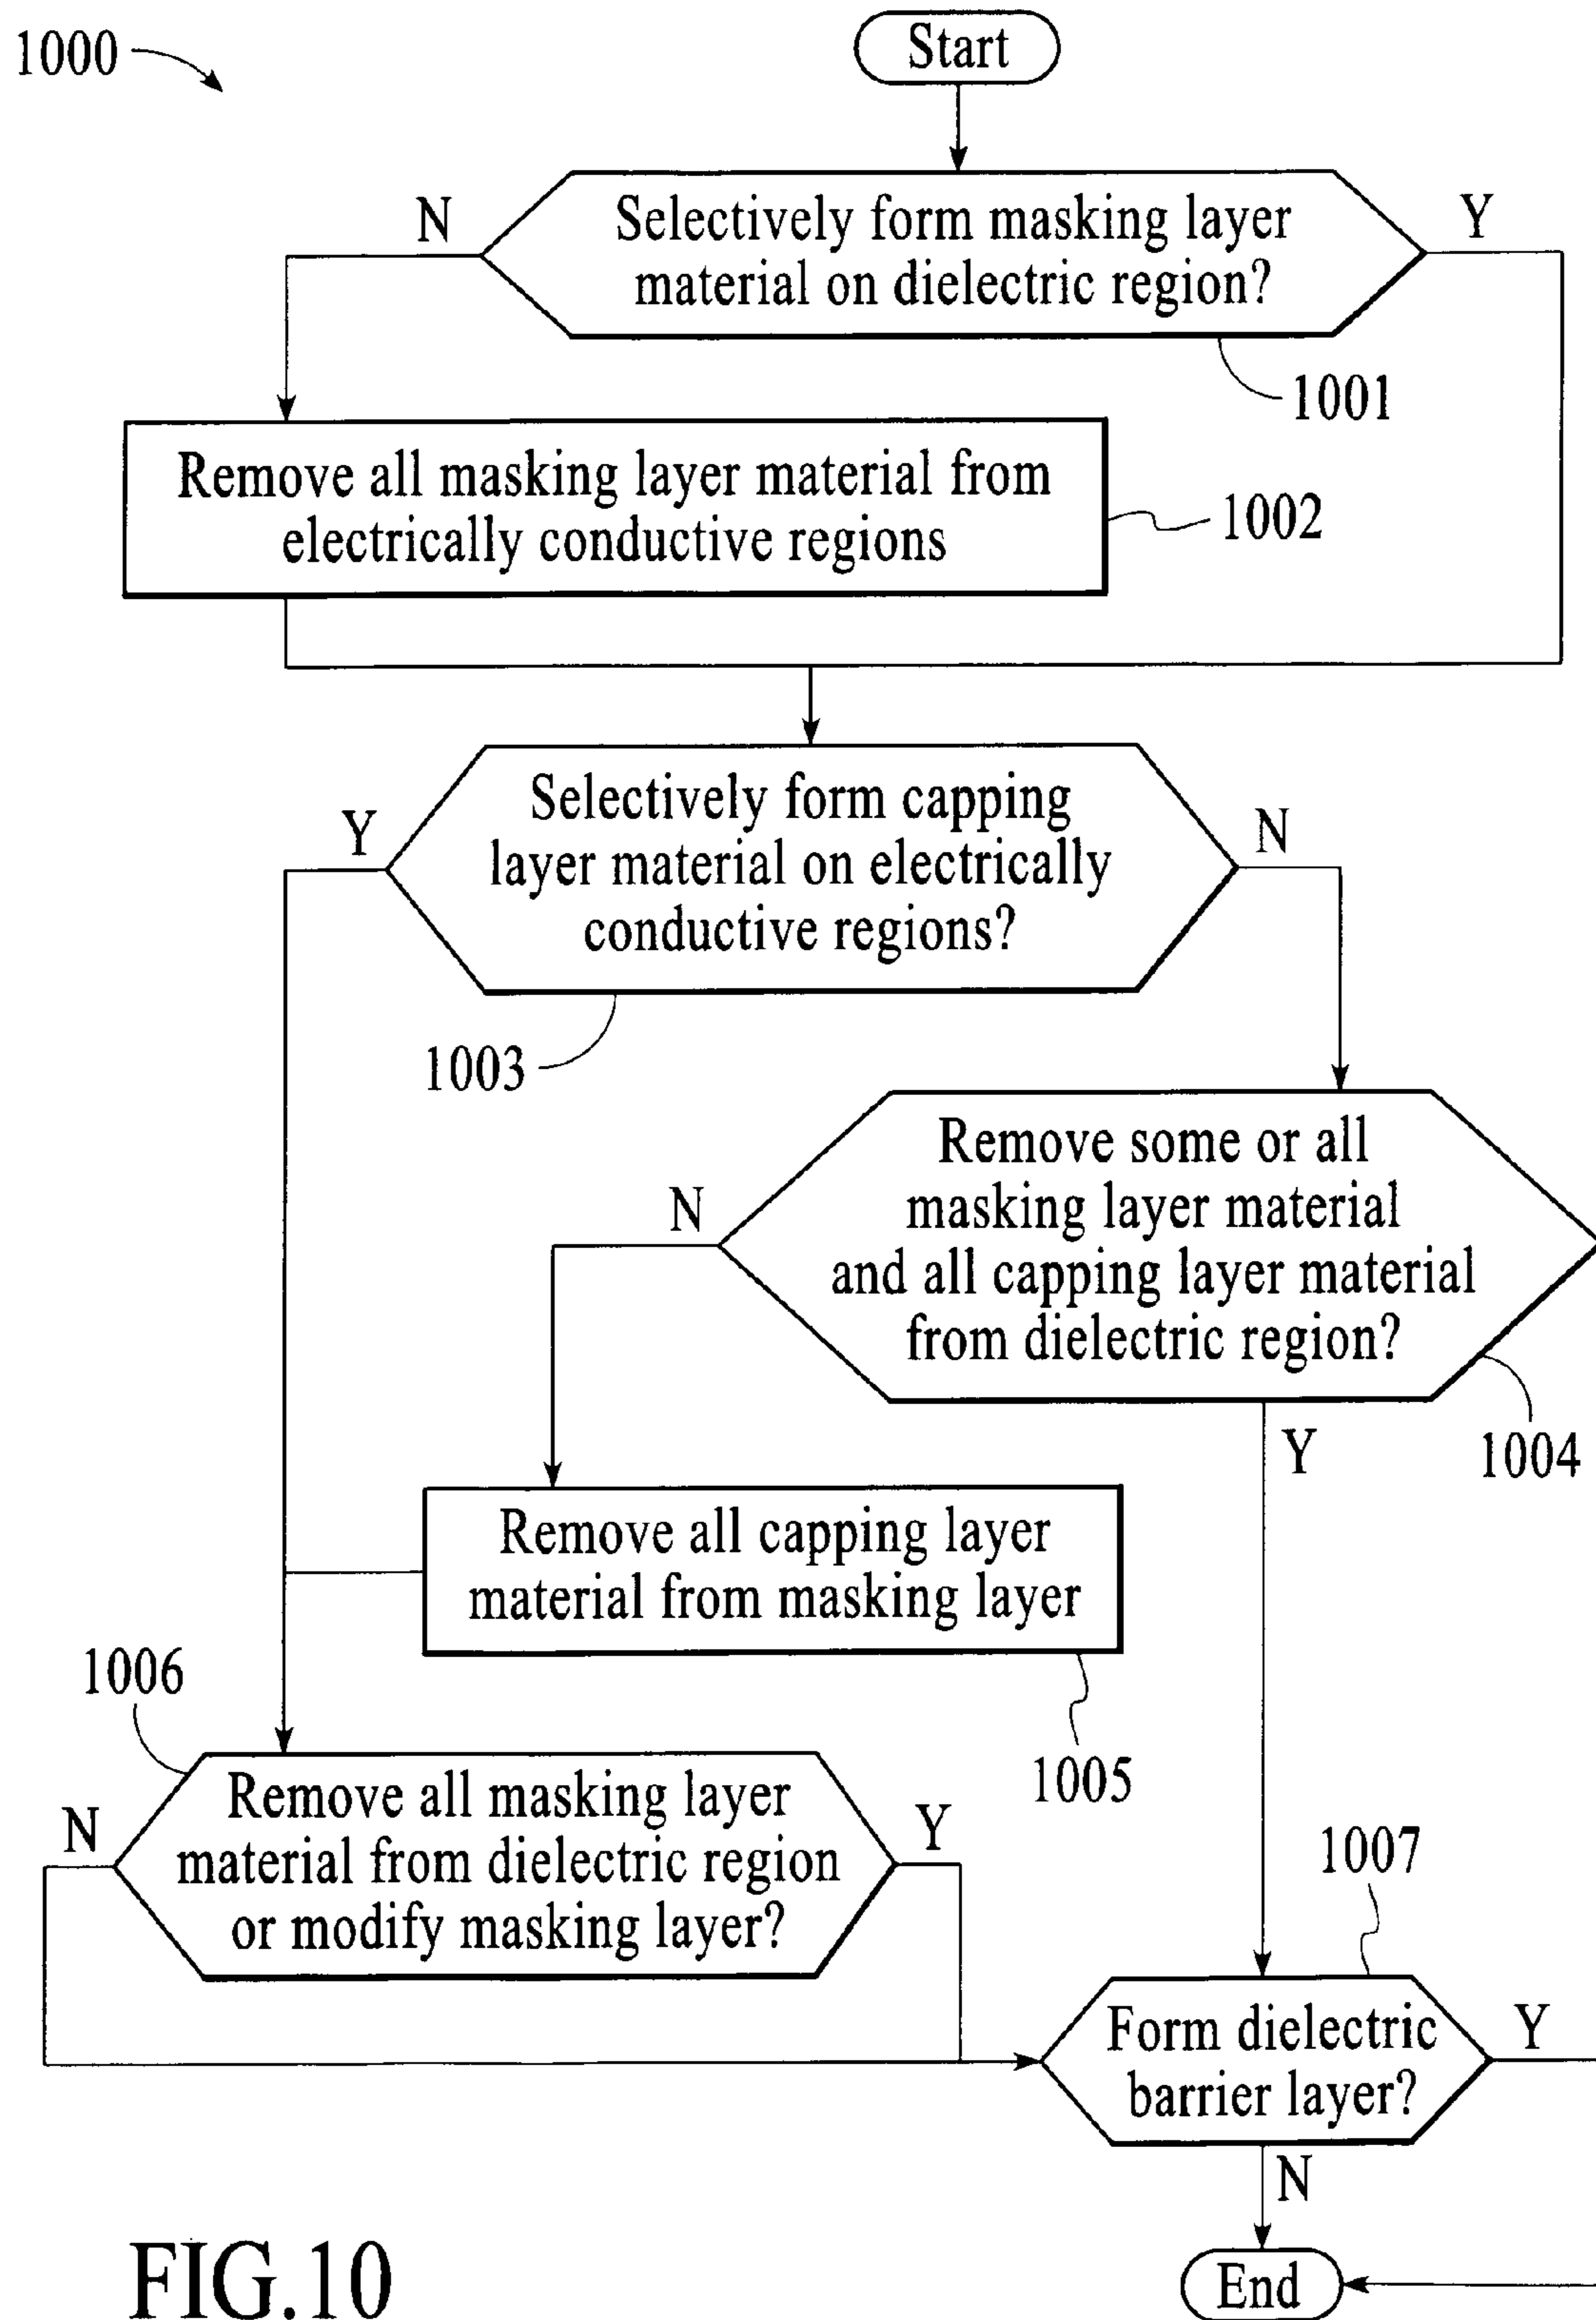 1000
Start
N
Selectively form masking layer
material on dielectric region?
Y
1001
Remove all masking layer material from
electrically conductive regions
1002
Y
Selectively form capping
layer material on electrically
conductive regions?
N
1003
N
Remove some or all
masking layer material
and all capping layer material
from dielectric region?
Y
1004
Remove all capping layer
material from masking layer
1005
1006
N
Remove all masking layer
material from dielectric region
or modify masking layer?
Y
1007
Form dielectric
barrier layer?
Y
N
End
FIG.10